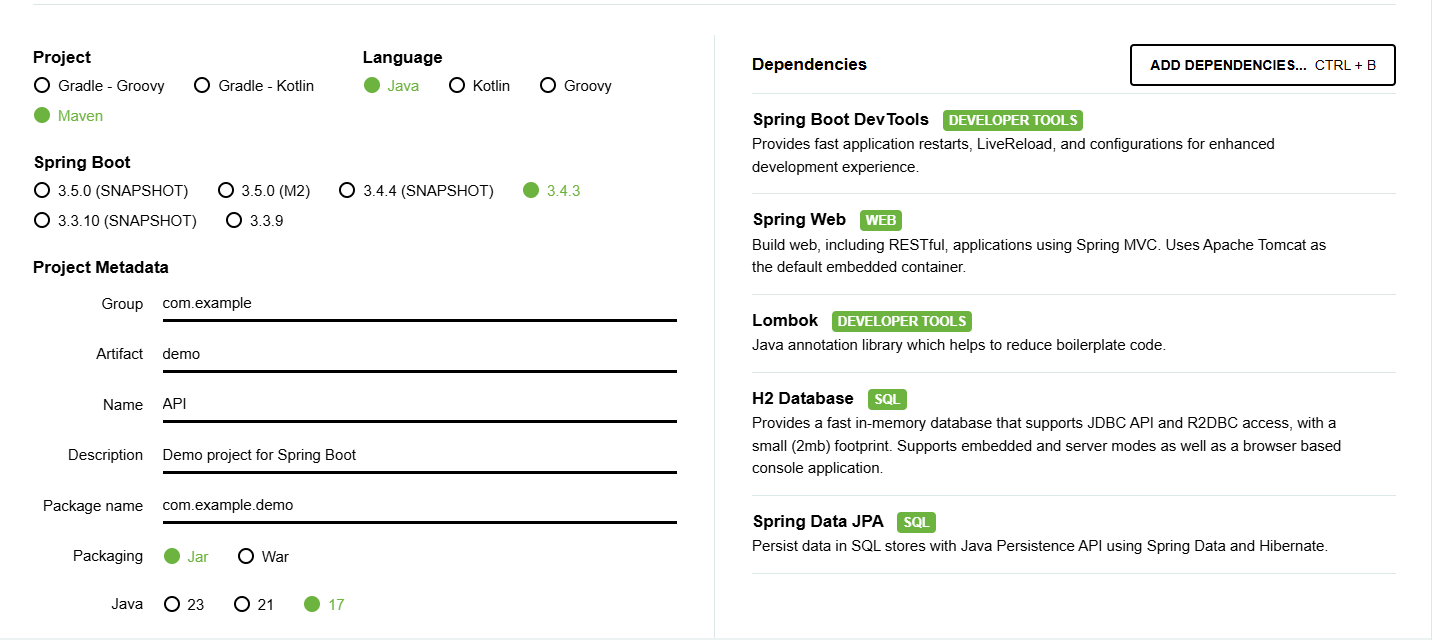 Project
Gradle - Groovy Gradle - Kotlin
Maven
Language
Java Kotlin Groovy
Spring Boot
3.5.0 (SNAPSHOT) 3.5.0 (M2) 3.4.4 (SNAPSHOT) 3.4.3
3.3.10 (SNAPSHOT) 3.3.9
Project Metadata
Group com.example
Artifact demo
Name API
Description Demo project for Spring Boot
Package name com.example.demo
Packaging Jar War
Java 23 21 17
Dependencies
ADD DEPENDENCIES... CTRL + B
Spring Boot DevTools DEVELOPER TOOLS
Provides fast application restarts, LiveReload, and configurations for enhanced
development experience.
Spring Web WEB
Build web, including RESTful, applications using Spring MVC. Uses Apache Tomcat as
the default embedded container.
Lombok DEVELOPER TOOLS
Java annotation library which helps to reduce boilerplate code.
H2 Database SQL
Provides a fast in-memory database that supports JDBC API and R2DBC access, with a
small (2mb) footprint. Supports embedded and server modes as well as a browser based
console application.
Spring Data JPA SQL
Persist data in SQL stores with Java Persistence API using Spring Data and Hibernate.